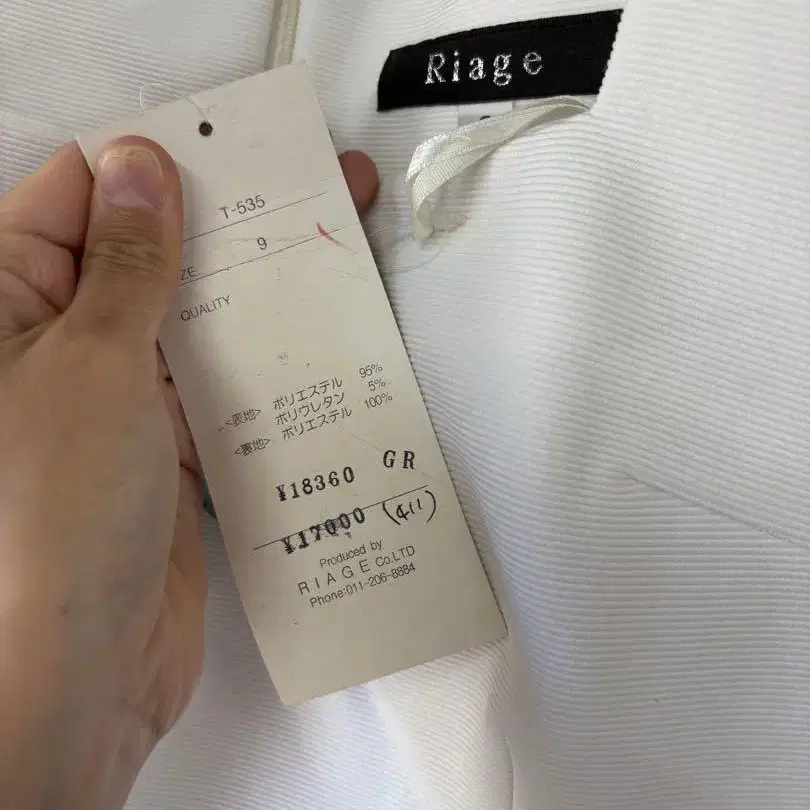 Riage
T-535
ZE 9
QUALITY
<表地> ポリエステル 95%
ポリウレタン 5%
<裏地> ポリエステル 100%
¥18360 GR
¥17000 (411)
Produced by
RIAGE Co.LTD
Phone:011-206-8884